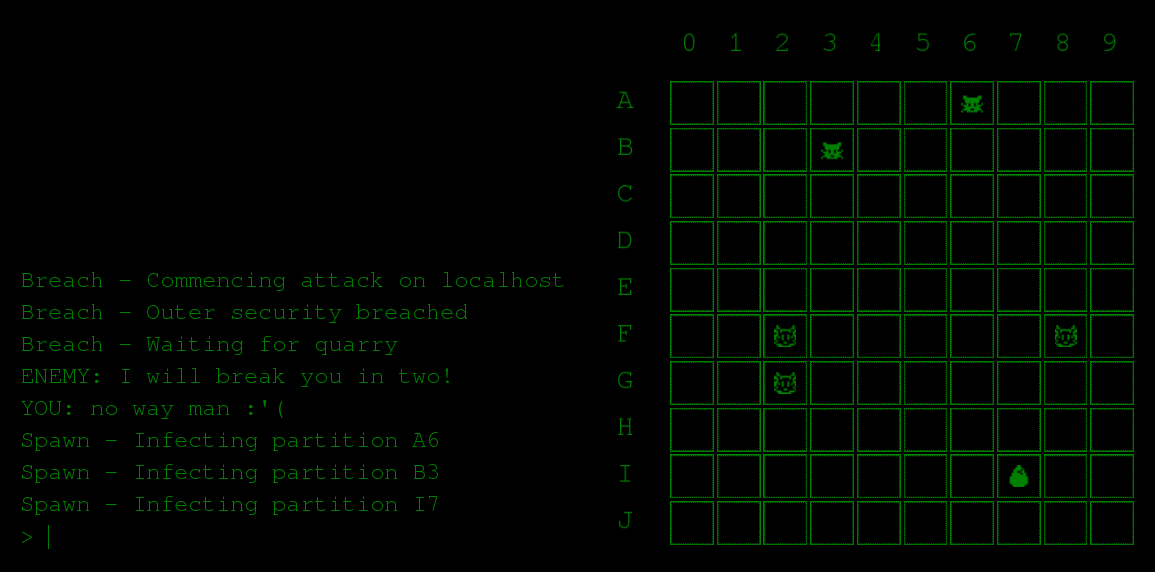 0 1 2 3 4 5 6 7 8 9
A
B
C
D
E
F
G
H
I
J
Breach - Commencing attack on localhost
Breach - Outer security breached
Breach - Waiting for quarry
ENEMY: I will break you in two!
YOU: no way man :'(
Spawn - Infecting partition A6
Spawn - Infecting partition B3
Spawn - Infecting partition I7
>